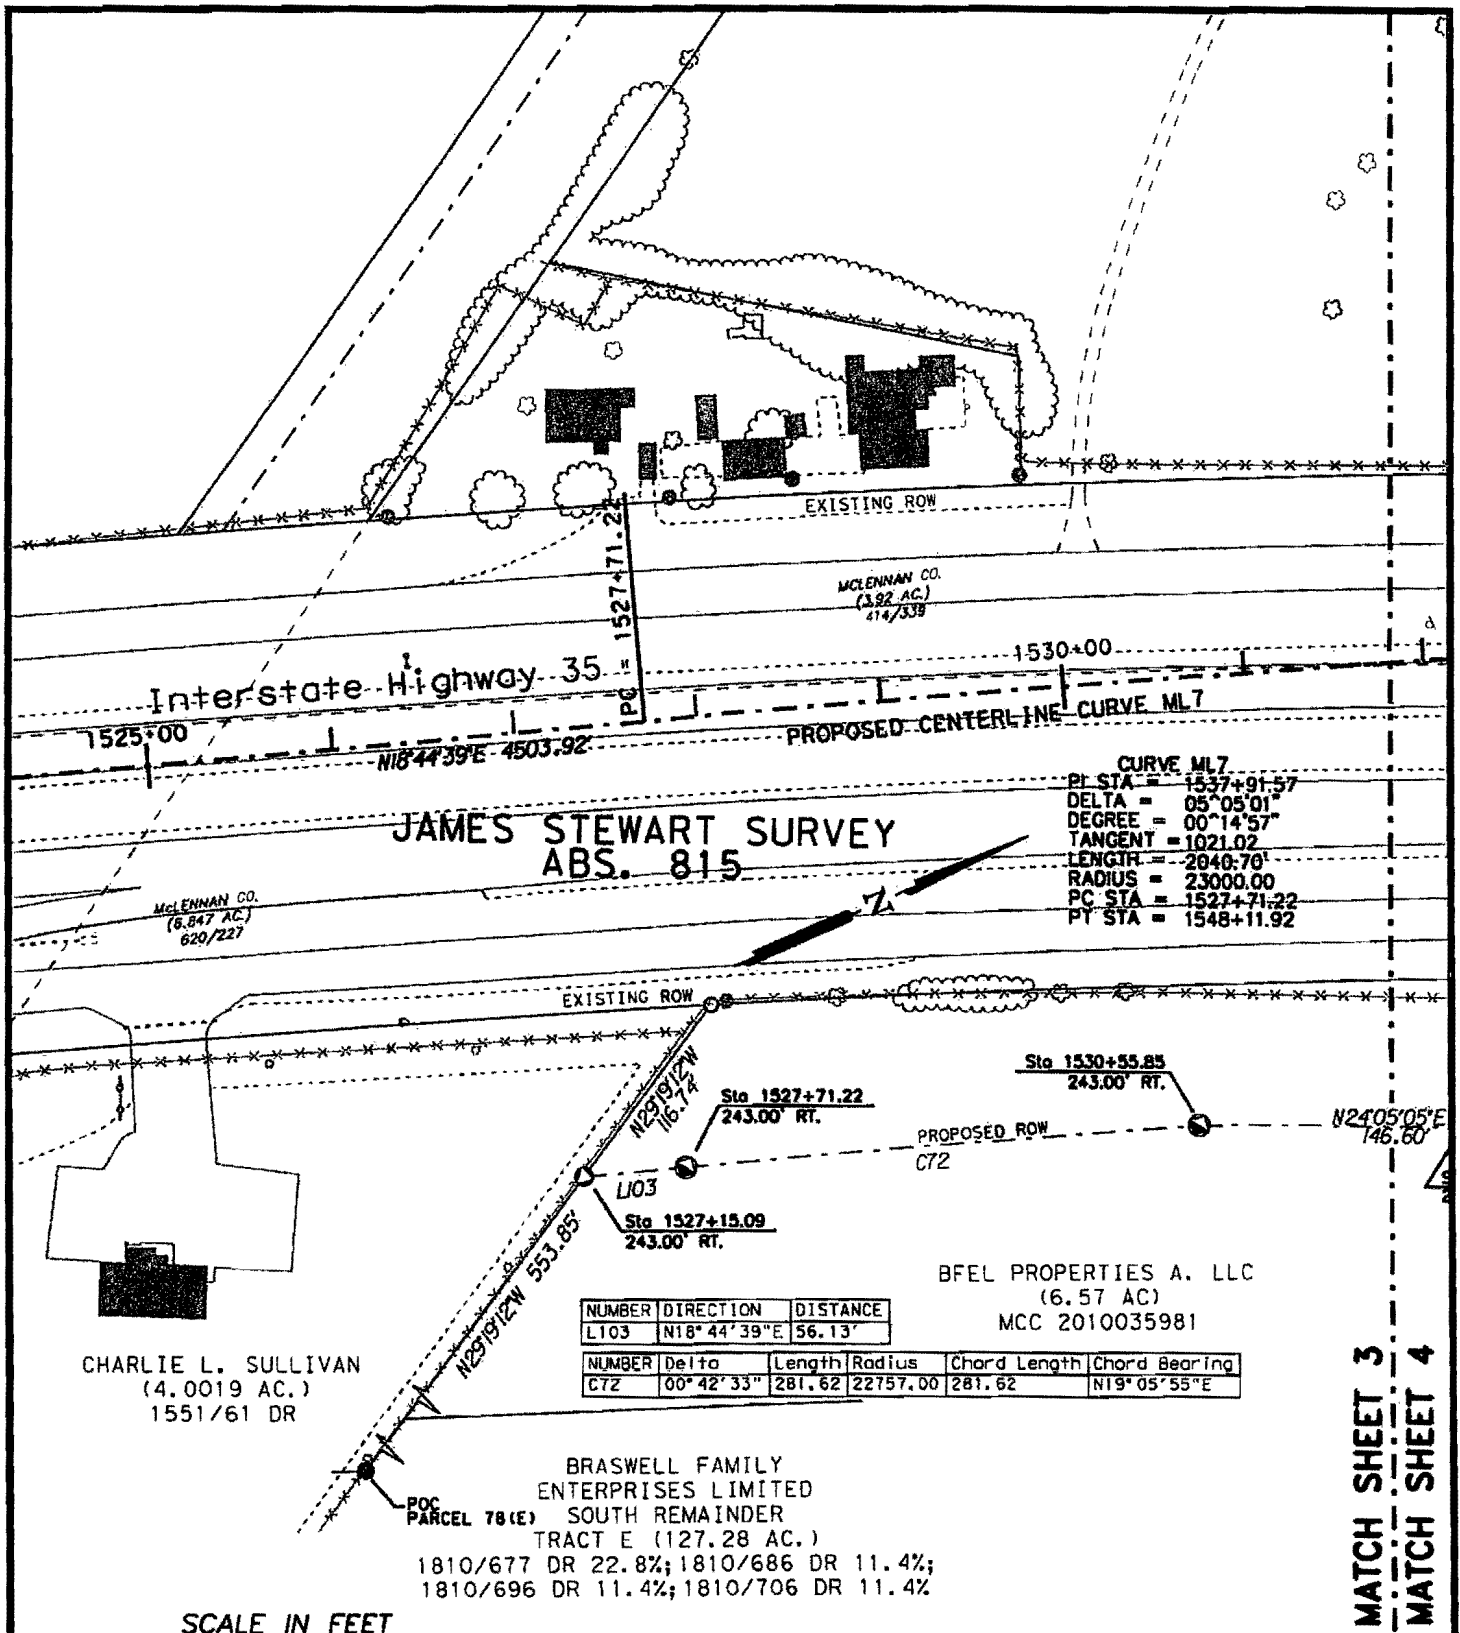 EXISTING ROW
McLENNAN CO.
(3.92 AC.)
414/339
PC = 1527+71.22
1530+00
Interstate Highway 35
1525+00
N18°44'39"E 4503.92'
PROPOSED CENTERLINE CURVE ML7
CURVE ML7
PI STA = 1537+91.57
DELTA = 05°05'01"
DEGREE = 00°14'57"
TANGENT = 1021.02
LENGTH = 2040.70'
RADIUS = 23000.00
PC STA = 1527+71.22
PT STA = 1548+11.92
JAMES STEWART SURVEY
ABS. 815
McLENNAN CO.
620/227
N
EXISTING ROW
N29°19'12"W
116.74'
Sta 1530+55.85
243.00' RT.
Sta 1527+71.22
243.00' RT.
PROPOSED ROW
C72
N24°05'05"E
146.60'
L103
Sta 1527+15.09
243.00' RT.
N29°19'12"W 553.85'
BFEL PROPERTIES A. LLC
(6.57 AC)
MCC 2010035981
NUMBER DIRECTION DISTANCE
L103 N18°44'39"E 56.13'
NUMBER Delta Length Radius Chord Length Chord Bearing
C72 00°42'33" 281.62 22757.00 281.62 N19°05'55"E
CHARLIE L. SULLIVAN
(4.0019 AC.)
1551/61 DR
POC
PARCEL 78(E)
BRASWELL FAMILY
ENTERPRISES LIMITED
SOUTH REMAINDER
TRACT E (127.28 AC.)
1810/677 DR 22.8%; 1810/686 DR 11.4%;
1810/696 DR 11.4%; 1810/706 DR 11.4%
MATCH SHEET 3
MATCH SHEET 4
SCALE IN FEET